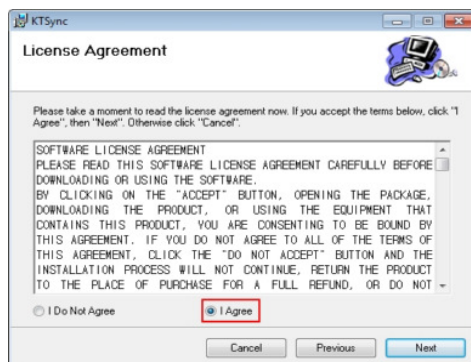 KTSync
License Agreement
Please take a moment to read the license agreement now. If you accept the terms below, click "I
Agree", then "Next". Otherwise click "Cancel".
SOFTWARE LICENSE AGREEMENT
PLEASE READ THIS SOFTWARE LICENSE AGREEMENT CAREFULLY BEFORE
DOWNLOADING OR USING THE SOFTWARE.
BY CLICKING ON THE "ACCEPT" BUTTON, OPENING THE PACKAGE,
DOWNLOADING THE PRODUCT, OR USING THE EQUIPMENT THAT
CONTAINS THIS PRODUCT, YOU ARE CONSENTING TO BE BOUND BY
THIS AGREEMENT. IF YOU DO NOT AGREE TO ALL OF THE TERMS OF
THIS AGREEMENT, CLICK THE "DO NOT ACCEPT" BUTTON AND THE
INSTALLATION PROCESS WILL NOT CONTINUE, RETURN THE PRODUCT
TO THE PLACE OF PURCHASE FOR A FULL REFUND, OR DO NOT
I Do Not Agree I Agree
Cancel Previous Next